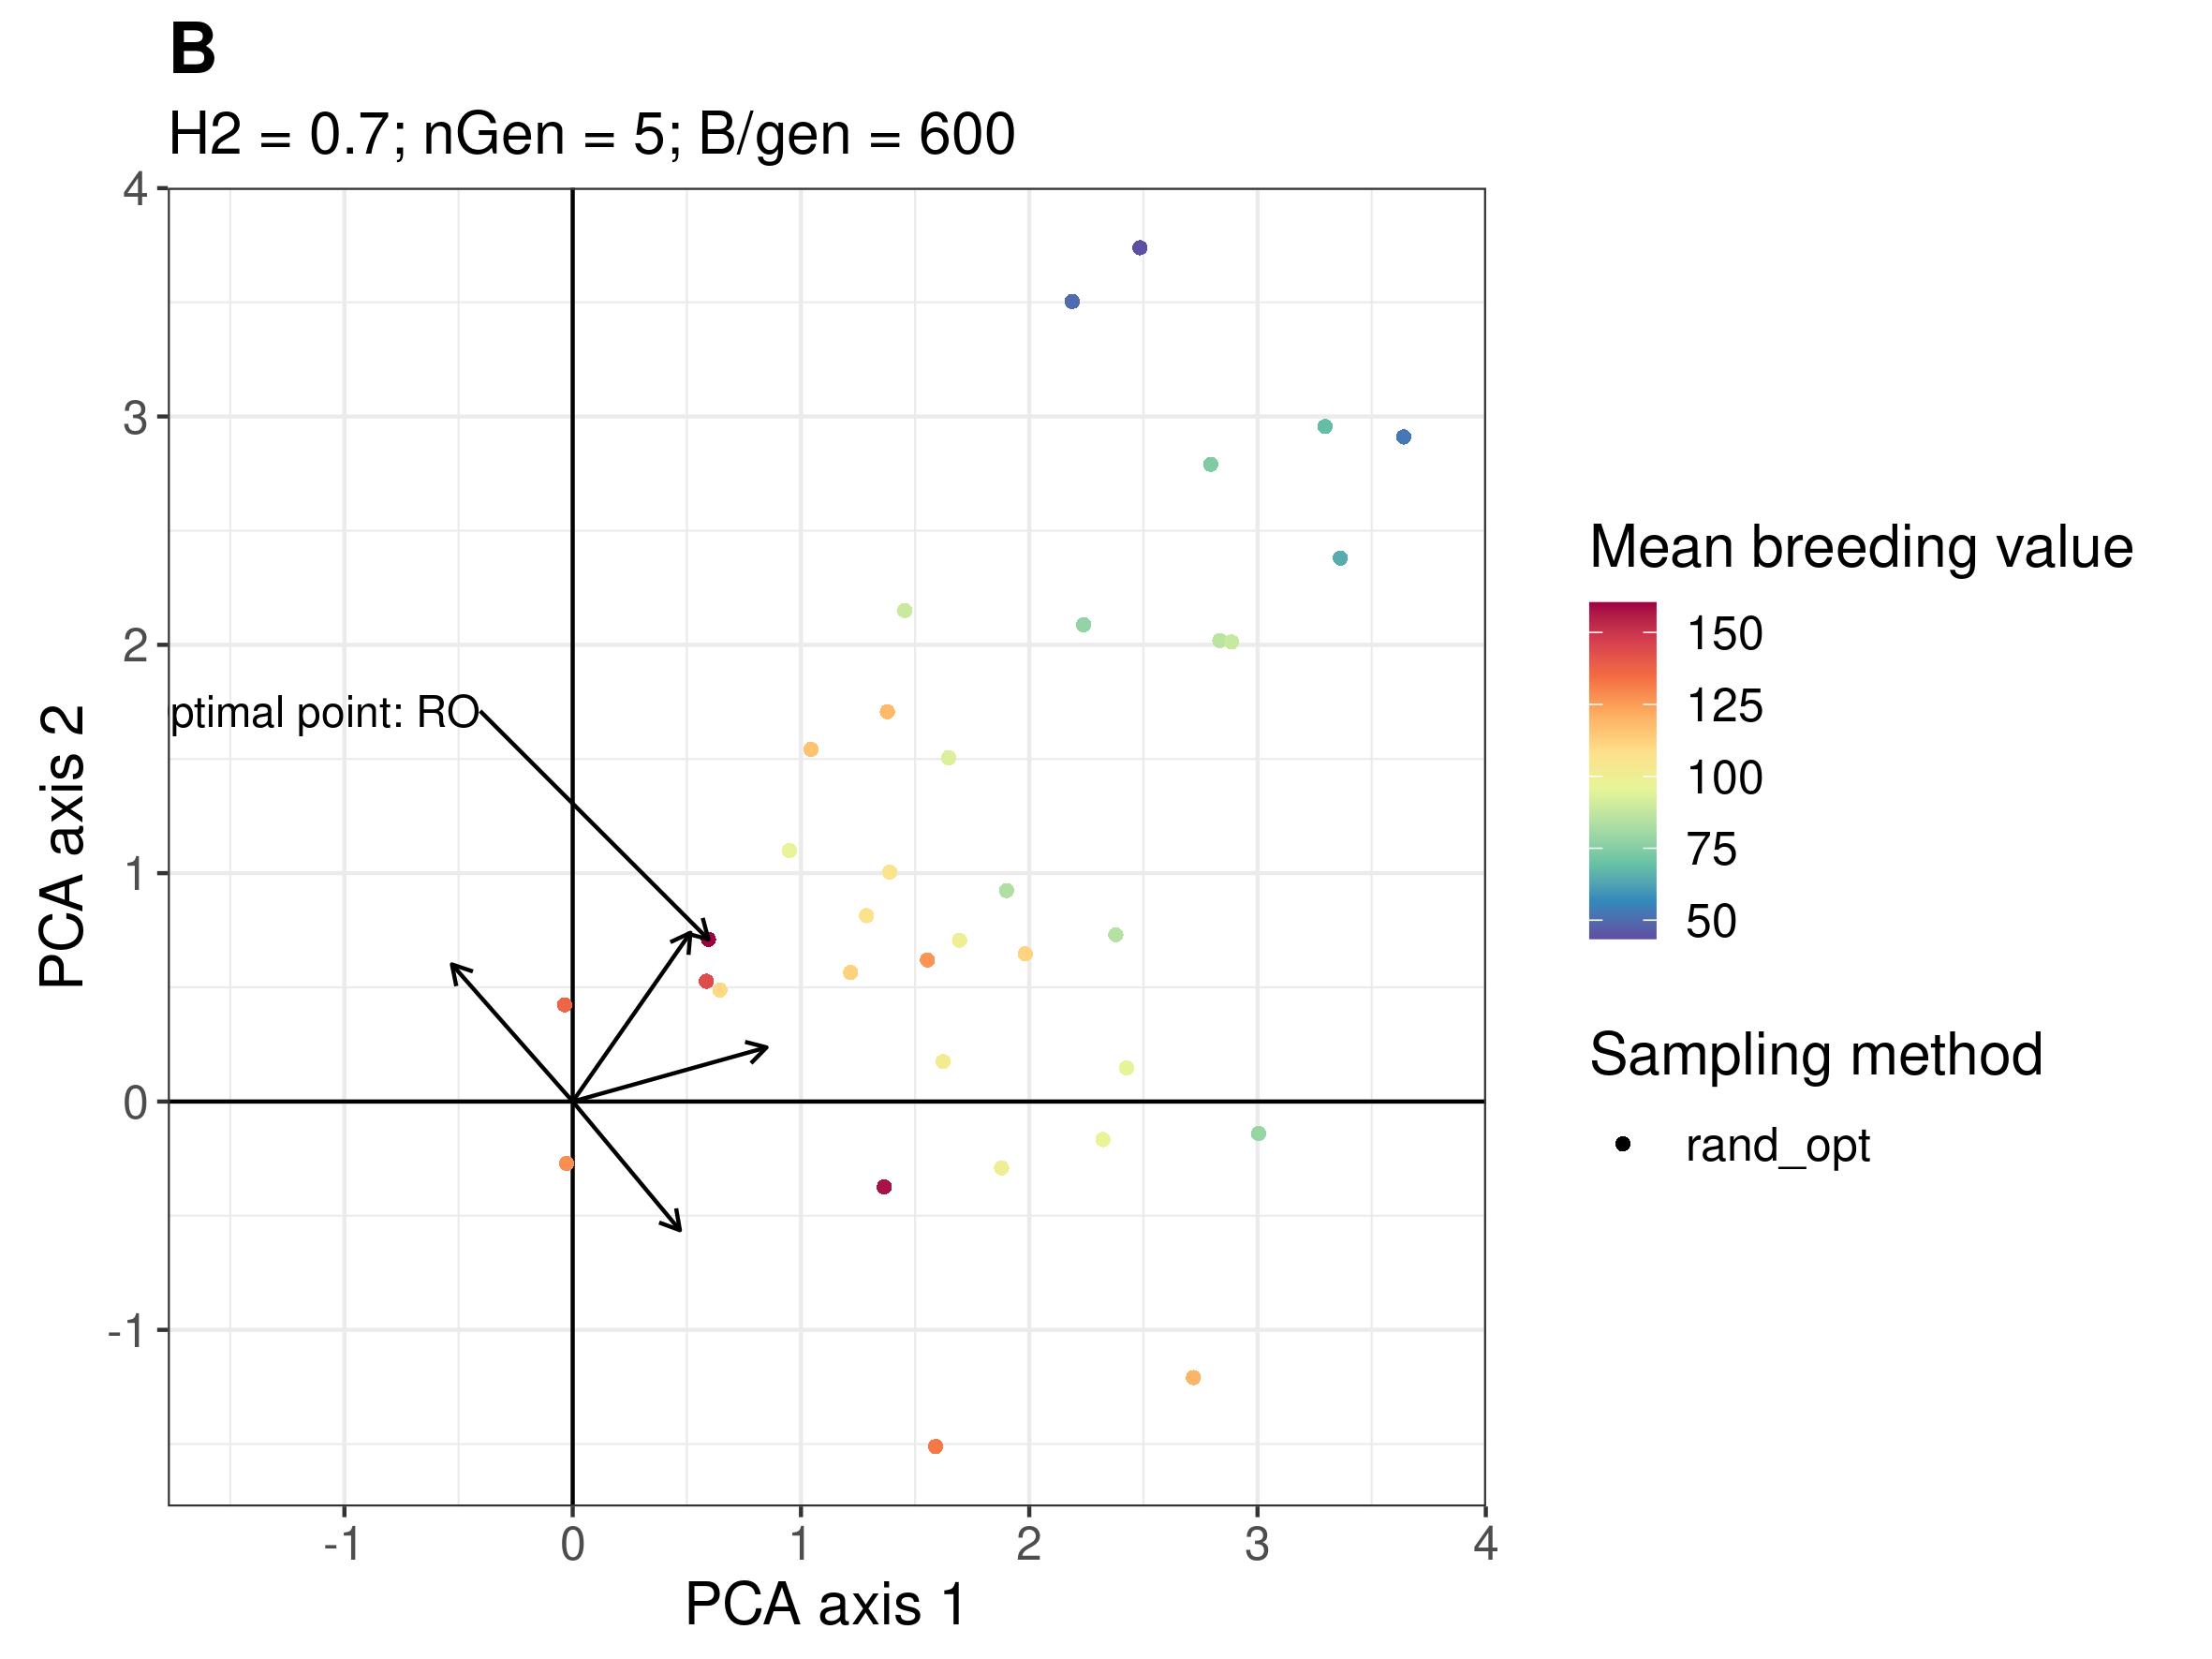 B
H2 = 0.7; nGen = 5; B/gen = 600
4
3
2
1
0
-1
PCA axis 2
ptimal point: RO
-1
0
1
2
3
4
PCA axis 1
Mean breeding value
150
125
100
75
50
Sampling method
rand_opt